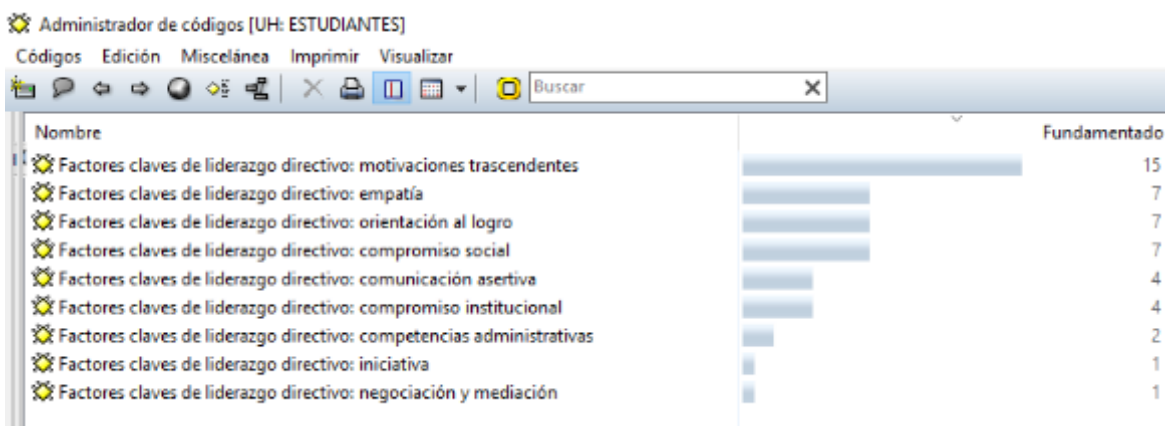 Administrador de códigos [UH: ESTUDIANTES]
Códigos Edición Miscelánea Imprimir Visualizar
Buscar
Nombre Fundamentado
Factores claves de liderazgo directivo: motivaciones trascendentes 15
Factores claves de liderazgo directivo: empatía 7
Factores claves de liderazgo directivo: orientación al logro 7
Factores claves de liderazgo directivo: compromiso social 7
Factores claves de liderazgo directivo: comunicación asertiva 4
Factores claves de liderazgo directivo: compromiso institucional 4
Factores claves de liderazgo directivo: competencias administrativas 2
Factores claves de liderazgo directivo: iniciativa 1
Factores claves de liderazgo directivo: negociación y mediación 1